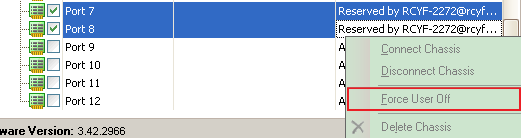 Port 7 Reserved by RCYF-2272@rcyf...
Port 8 Reserved by RCYF-2272@rcyf...
Port 9 A
Port 10 A
Port 11 A
Port 12 A
Connect Chassis
Disconnect Chassis
Force User Off
Delete Chassis
ware Version: 3.42.2966